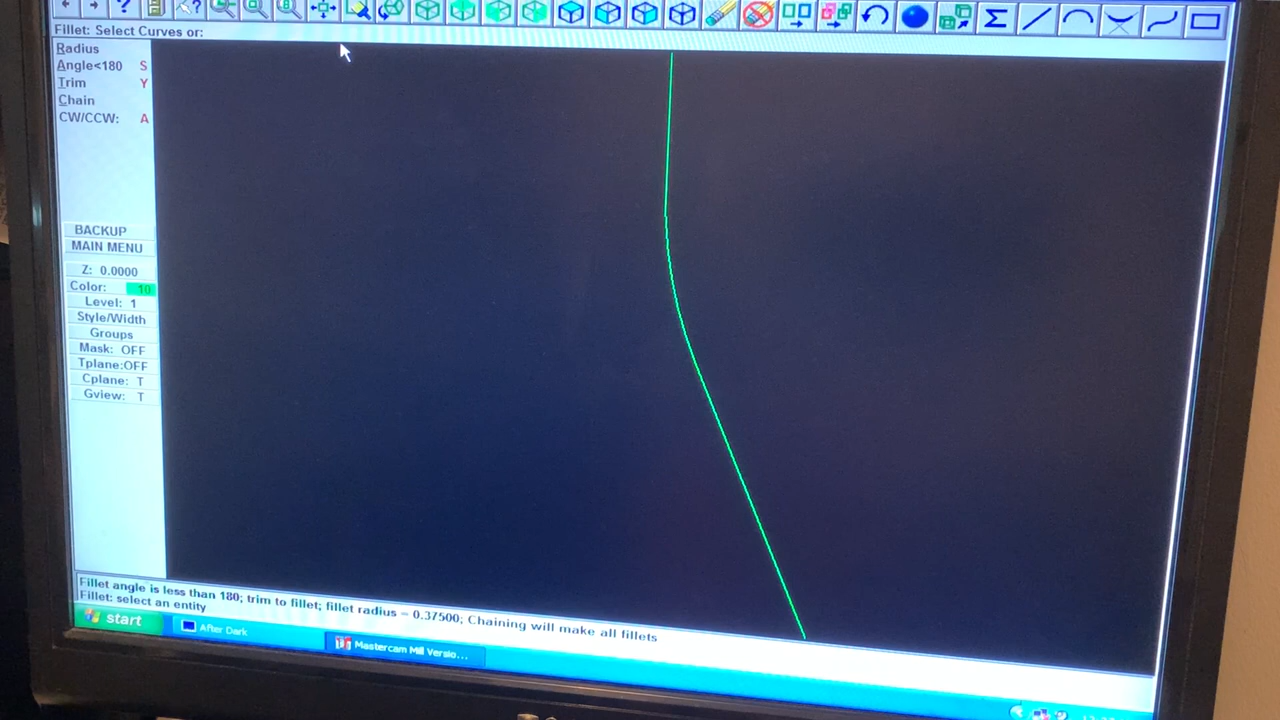 Fillet: Select Curves or:
Radius
Angle<180 S
Trim Y
Chain
CW/CCW: A
BACKUP
MAIN MENU
Z: 0.0000
Color: 10
Level: 1
Style/Width
Groups
Mask: OFF
Tplane:OFF
Cplane: T
Gview: T
Fillet angle is less than 180; trim to fillet; fillet radius = 0.37500; Chaining will make all fillets
Fillet: select an entity
start
After Dark
Mastercam Mill Versio...